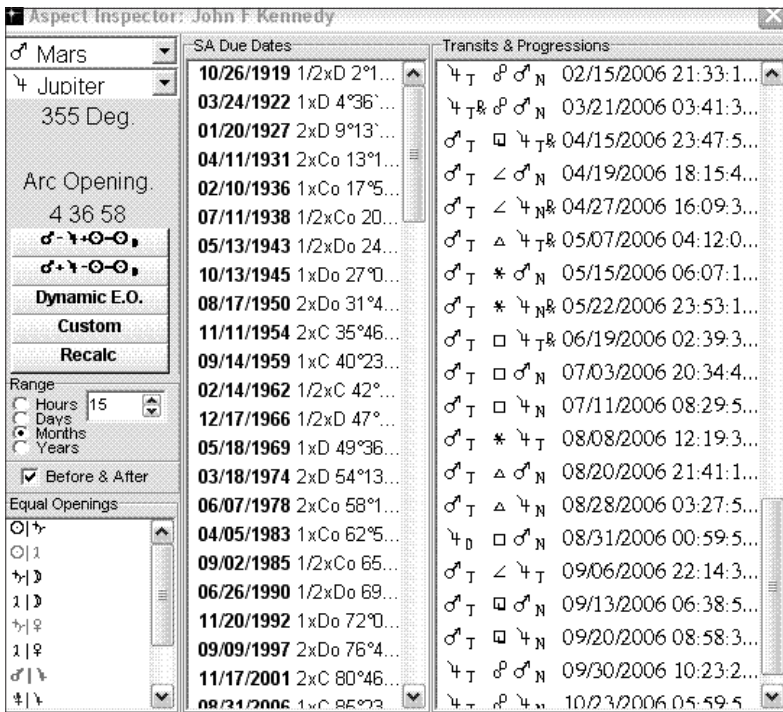 Aspect Inspector: John F Kennedy
♂ Mars
♃ Jupiter
355 Deg.
Arc Opening.
4 36 58
Dynamic E.O.
Custom
Recalc
Range
Hours 15
Days
Months
Years
Before & After
Equal Openings
SA Due Dates
10/26/1919 1/2xD 2°1...
03/24/1922 1xD 4°36`...
01/20/1927 2xD 9°13`...
04/11/1931 2xCo 13°1...
02/10/1936 1xCo 17°5...
07/11/1938 1/2xCo 20...
05/13/1943 1/2xDo 24...
10/13/1945 1xDo 27°0...
08/17/1950 2xDo 31°4...
11/11/1954 2xC 35°46...
09/14/1959 1xC 40°23...
02/14/1962 1/2xC 42°...
12/17/1966 1/2xD 47°...
05/18/1969 1xD 49°36...
03/18/1974 2xD 54°13...
06/07/1978 2xCo 58°1...
04/05/1983 1xCo 62°5...
09/02/1985 1/2xCo 65...
06/26/1990 1/2xDo 69...
11/20/1992 1xDo 72°0...
09/09/1997 2xDo 76°4...
11/17/2001 2xC 80°46...
08/31/2006 1xC 85°23...
Transits & Progressions
♃ T ☍ ♂ N 02/15/2006 21:33:1...
♃ T℞ ☍ ♂ N 03/21/2006 03:41:3...
♂ T ⚼ ♃ T℞ 04/15/2006 23:47:5...
♂ T ∠ ♂ N 04/19/2006 18:15:4...
♂ T ∠ ♃ N℞ 04/27/2006 16:09:3...
♂ T △ ♃ T℞ 05/07/2006 04:12:0...
♂ T ⚹ ♂ N 05/15/2006 06:07:1...
♂ T ⚹ ♃ N℞ 05/22/2006 23:53:1...
♂ T □ ♃ T℞ 06/19/2006 02:39:3...
♂ T □ ♂ N 07/03/2006 20:34:4...
♂ T □ ♃ N 07/11/2006 08:29:5...
♂ T ⚹ ♃ T 08/08/2006 12:19:3...
♂ T △ ♂ N 08/20/2006 21:41:1...
♂ T △ ♃ N 08/28/2006 03:27:5...
♃ D □ ♂ N 08/31/2006 00:59:5...
♂ T ∠ ♃ T 09/06/2006 22:14:3...
♂ T ⚼ ♂ N 09/13/2006 06:38:5...
♂ T ⚼ ♃ N 09/20/2006 08:58:3...
♃ T ☍ ♂ N 09/30/2006 10:23:2...
♃ T ☍ ♃ N 10/23/2006 05:59:5...